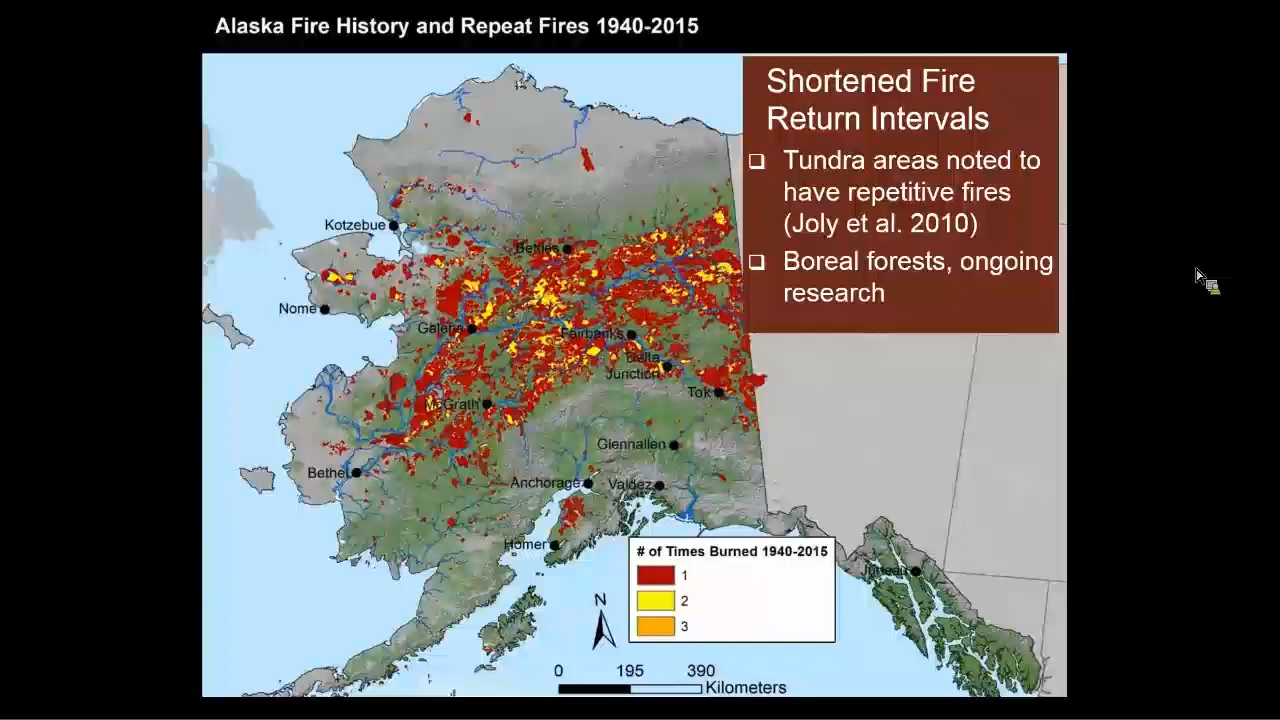 Alaska Fire History and Repeat Fires 1940-2015
Shortened Fire
Return Intervals
❑ Tundra areas noted to
have repetitive fires
(Joly et al. 2010)
❑ Boreal forests, ongoing
research
Kotzebue
Bettles
Nome
Galena
Fairbanks
Delta
Junction
Tok
McGrath
Glennallen
Bethel
Anchorage
Valdez
Homer
Juneau
# of Times Burned 1940-2015
1
2
3
N
0 195 390
Kilometers